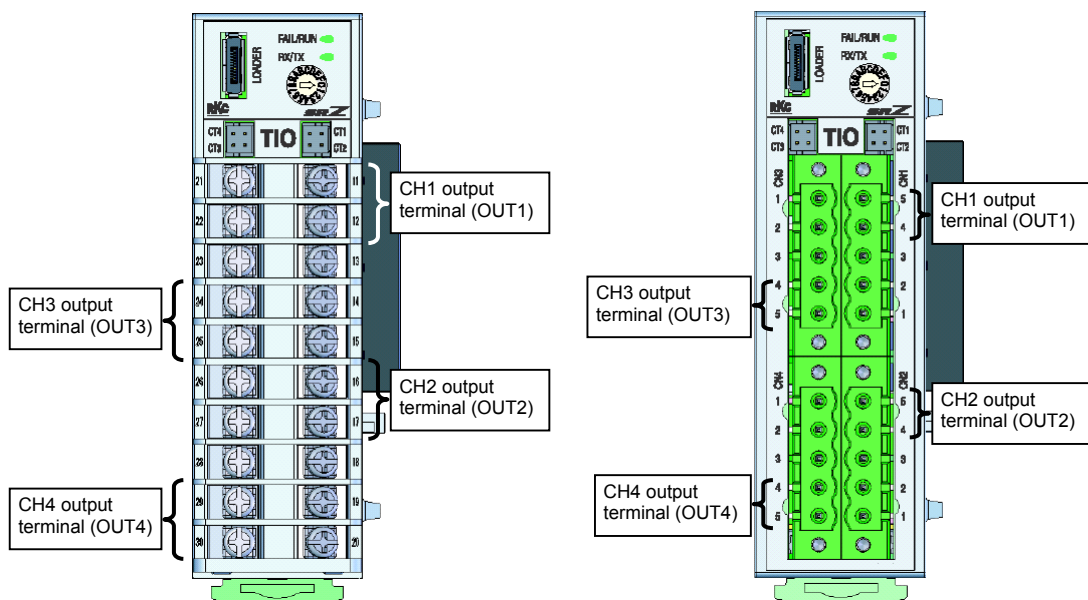 FAIL/RUN
RX/TX
LOADER
RKC
SRZ
CT4
CT3
TIO
CT1
CT2
21
11
22
12
23
13
24
14
25
15
26
16
27
17
28
18
29
19
30
20
CH1 output
terminal (OUT1)
CH3 output
terminal (OUT3)
CH2 output
terminal (OUT2)
CH4 output
terminal (OUT4)
FAIL/RUN
RX/TX
LOADER
RKC
SRZ
CT4
CT3
TIO
CT1
CT2
CN3
CN1
1
5
2
4
3
3
4
2
5
1
CN4
CN2
1
5
2
4
3
3
4
2
5
1
CH1 output
terminal (OUT1)
CH3 output
terminal (OUT3)
CH2 output
terminal (OUT2)
CH4 output
terminal (OUT4)